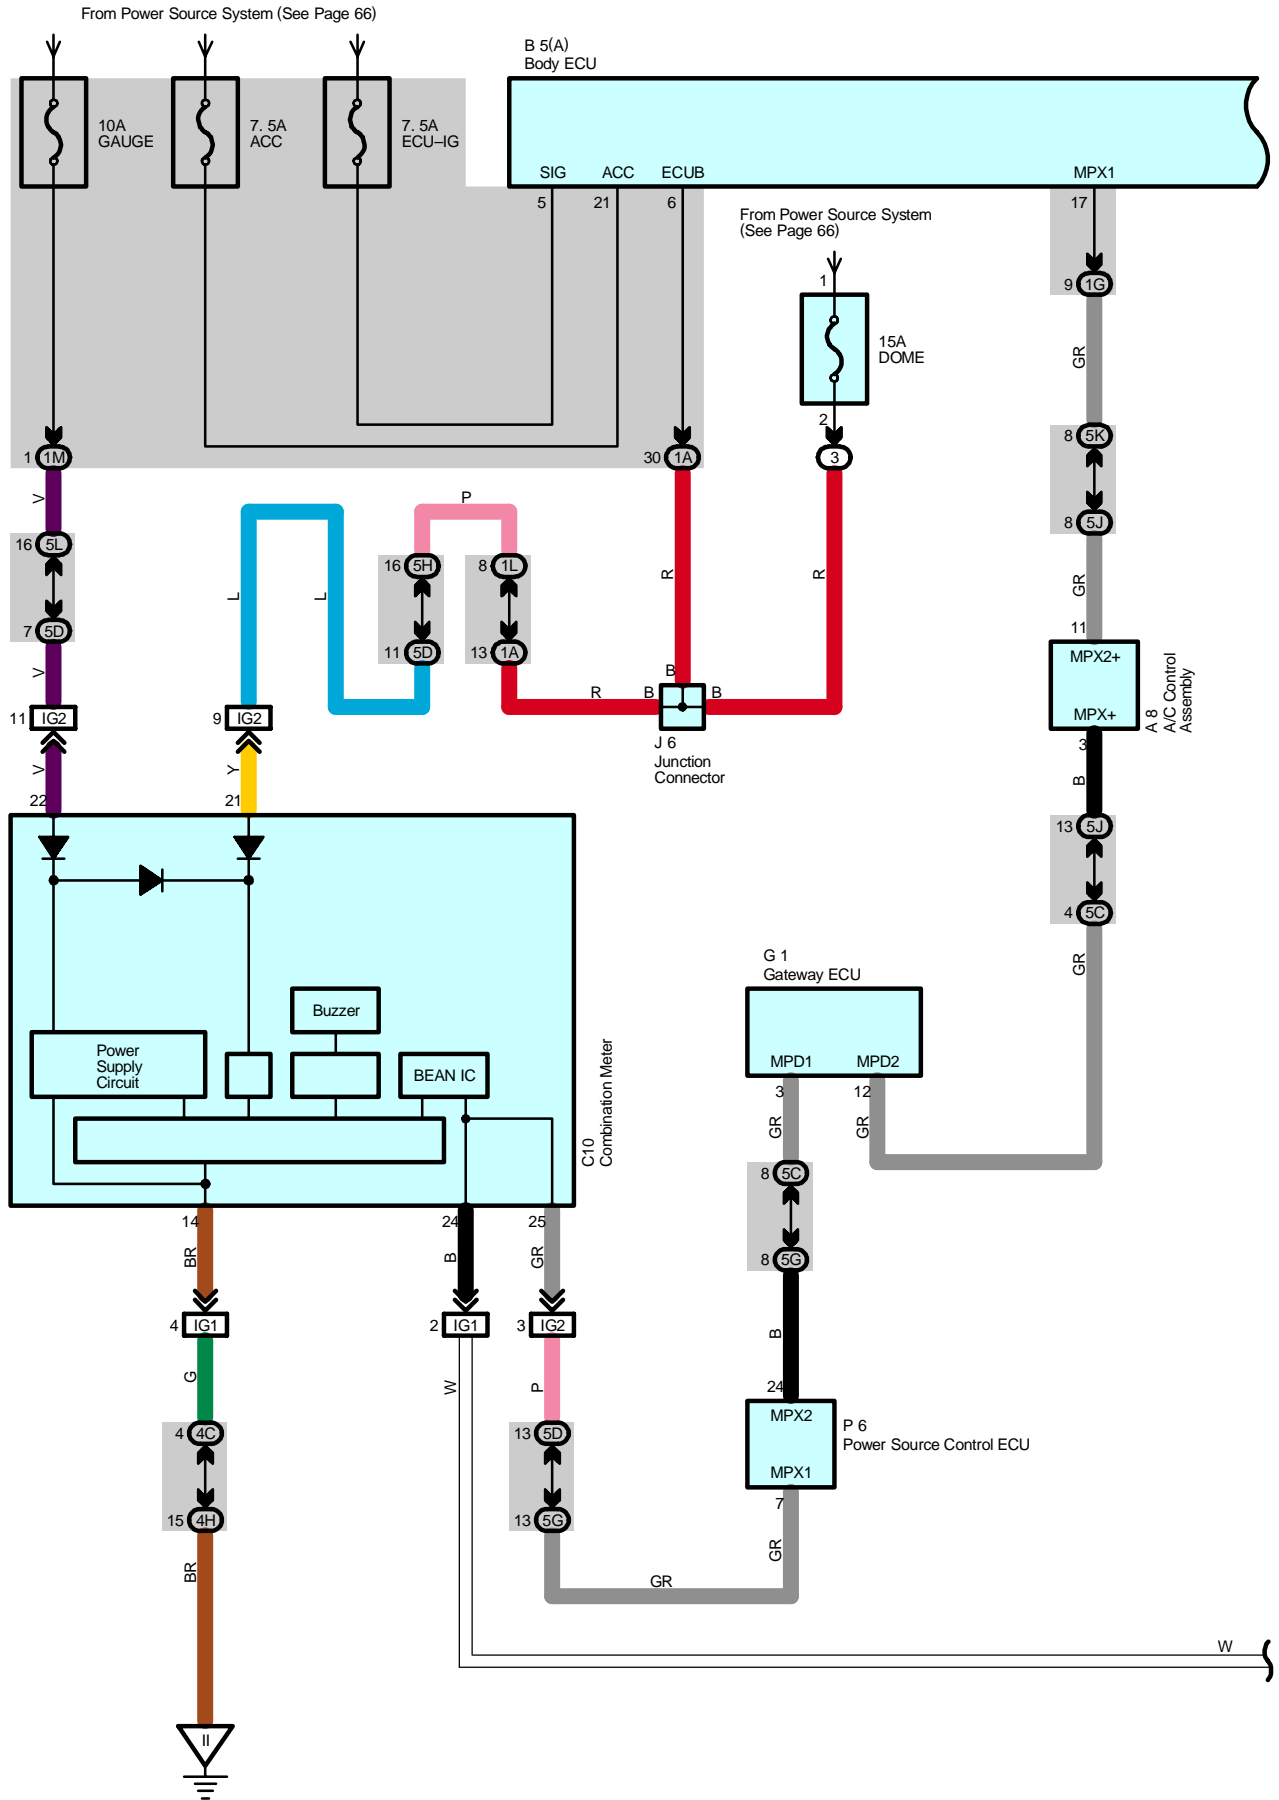 From Power Source System (See Page 66)
B 5(A)
Body ECU
10A
GAUGE
7. 5A
ACC
7. 5A
ECU–IG
SIG
ACC
ECUB
MPX1
5
21
6
17
From Power Source System
(See Page 66)
1
9
1G
15A
DOME
GR
2
8
5K
1
1M
30
1A
3
V
P
8
5J
16
5L
16
5H
8
1L
R
R
GR
L
L
7
5D
11
5D
13
1A
11
MPX2+
V
B
R
B
B
MPX+
A 8
A/C Control
Assembly
11
IG2
9
IG2
J 6
Junction
Connector
3
V
Y
B
22
21
13
5J
4
5C
G 1
Gateway ECU
GR
Buzzer
Power
Supply
Circuit
BEAN IC
MPD1
MPD2
C10
Combination Meter
3
12
GR
GR
8
5C
14
24
25
BR
B
GR
8
5G
4
IG1
2
IG1
3
IG2
B
G
W
P
24
MPX2
P 6
Power Source Control ECU
4
4C
13
5D
MPX1
7
15
4H
13
5G
GR
BR
GR
W
II